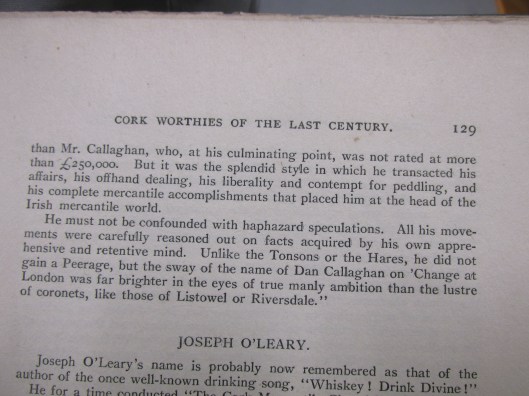 CORK WORTHIES OF THE LAST CENTURY. 129
than Mr. Callaghan, who, at his culminating point, was not rated at more
than £250,000. But it was the splendid style in which he transacted his
affairs, his offhand dealing, his liberality and contempt for peddling, and
his complete mercantile accomplishments that placed him at the head of the
Irish mercantile world.
He must not be confounded with haphazard speculations. All his move-
ments were carefully reasoned out on facts acquired by his own appre-
hensive and retentive mind. Unlike the Tonsons or the Hares, he did not
gain a Peerage, but the sway of the name of Dan Callaghan on 'Change at
London was far brighter in the eyes of true manly ambition than the lustre
of coronets, like those of Listowel or Riversdale."
JOSEPH O'LEARY.
Joseph O'Leary's name is probably now remembered as that of the
author of the once well-known drinking song, "Whiskey! Drink Divine!"
He for a time conducted "The Cork